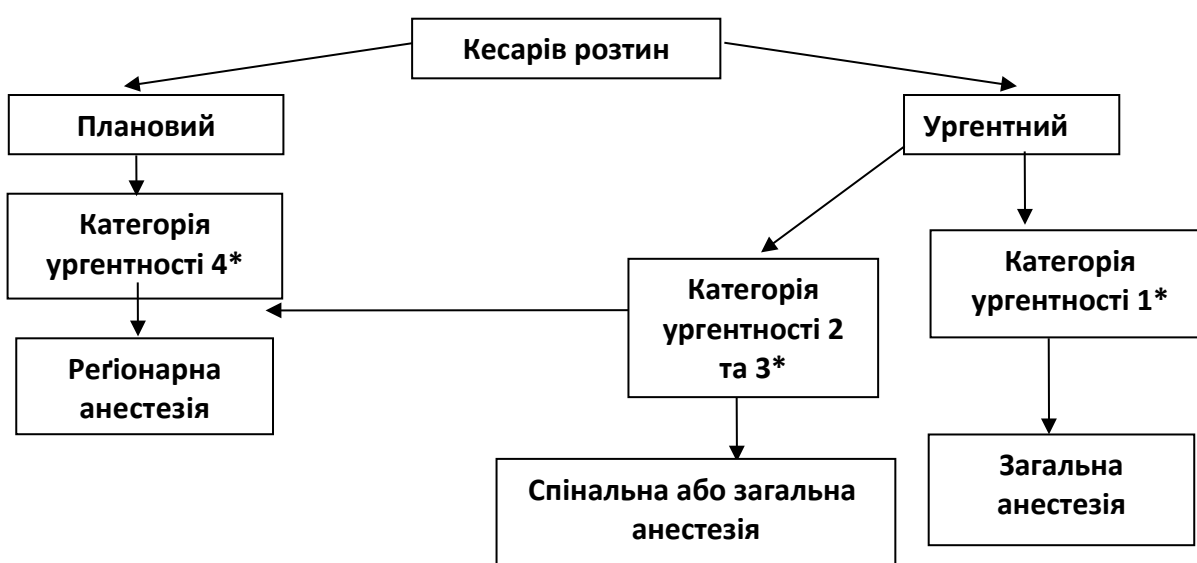 Кесарів розтин
Плановий
Ургентний
Категорія
ургентності 4*
Категорія
ургентності 2
та 3*
Категорія
ургентності 1*
Реґіонарна
анестезія
Спінальна або загальна
анестезія
Загальна
анестезія